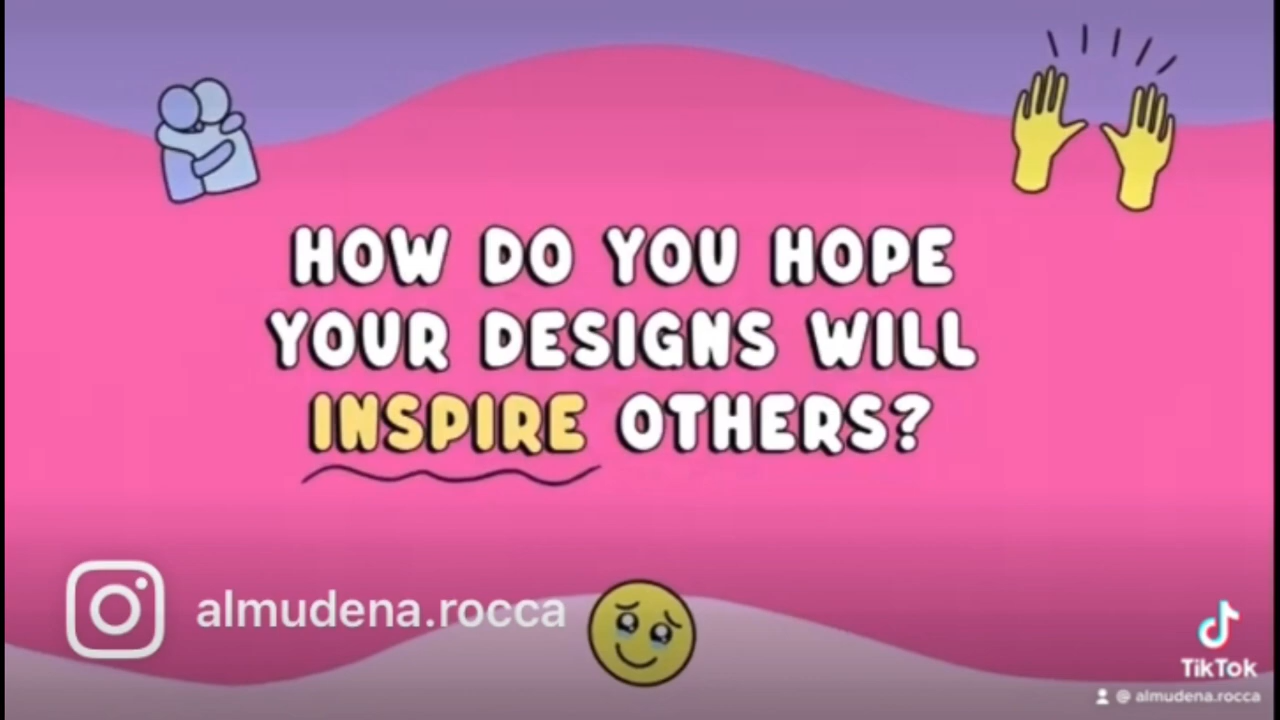 HOW DO YOU HOPE
YOUR DESIGNS WILL
INSPIRE OTHERS?
almudena.rocca
TikTok
@ almudena.rocca